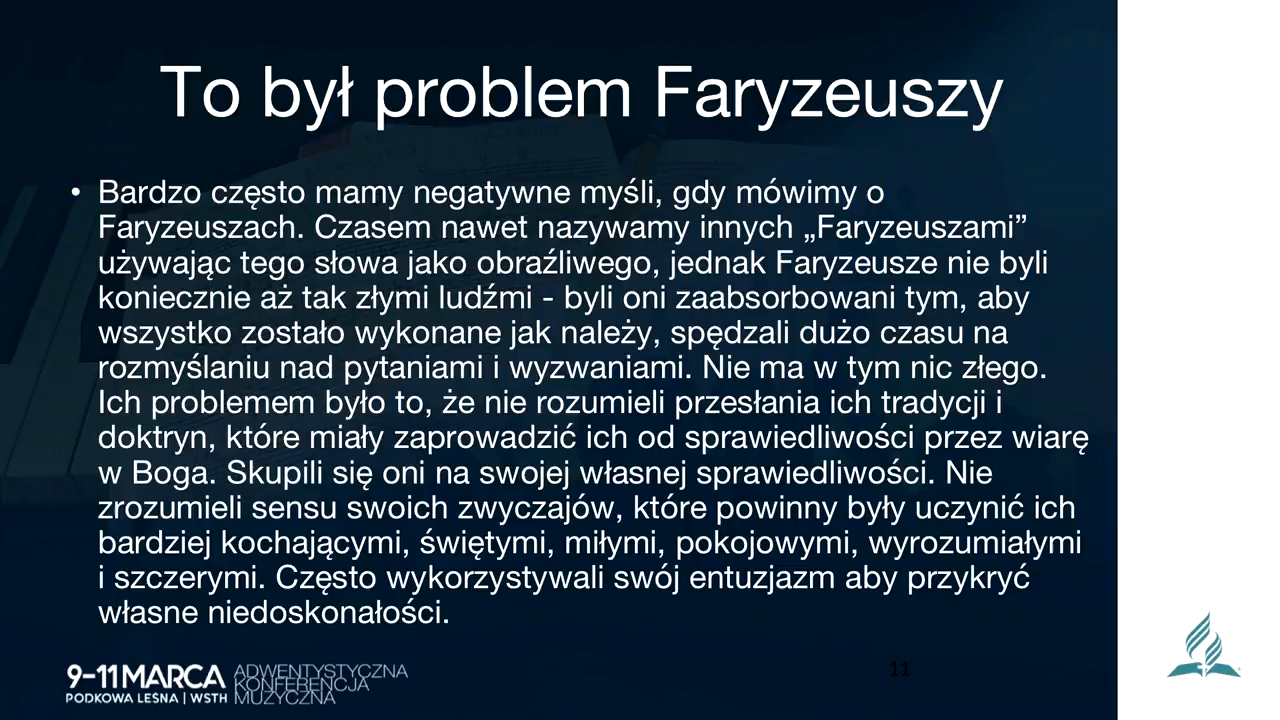 To był problem Faryzeuszy
• Bardzo często mamy negatywne myśli, gdy mówimy o
Faryzeuszach. Czasem nawet nazywamy innych „Faryzeuszami”
używając tego słowa jako obraźliwego, jednak Faryzeusze nie byli
koniecznie aż tak złymi ludźmi - byli oni zaabsorbowani tym, aby
wszystko zostało wykonane jak należy, spędzali dużo czasu na
rozmyślaniu nad pytaniami i wyzwaniami. Nie ma w tym nic złego.
Ich problemem było to, że nie rozumieli przesłania ich tradycji i
doktryn, które miały zaprowadzić ich od sprawiedliwości przez wiarę
w Boga. Skupili się oni na swojej własnej sprawiedliwości. Nie
zrozumieli sensu swoich zwyczajów, które powinny były uczynić ich
bardziej kochającymi, świętymi, miłymi, pokojowymi, wyrozumiałymi
i szczerymi. Często wykorzystywali swój entuzjazm aby przykryć
własne niedoskonałości.
9-11 MARCA
PODKOWA LEŚNA | WSTH
ADWENTYSTYCZNA
KONFERENCJA
MUZYCZNA
11